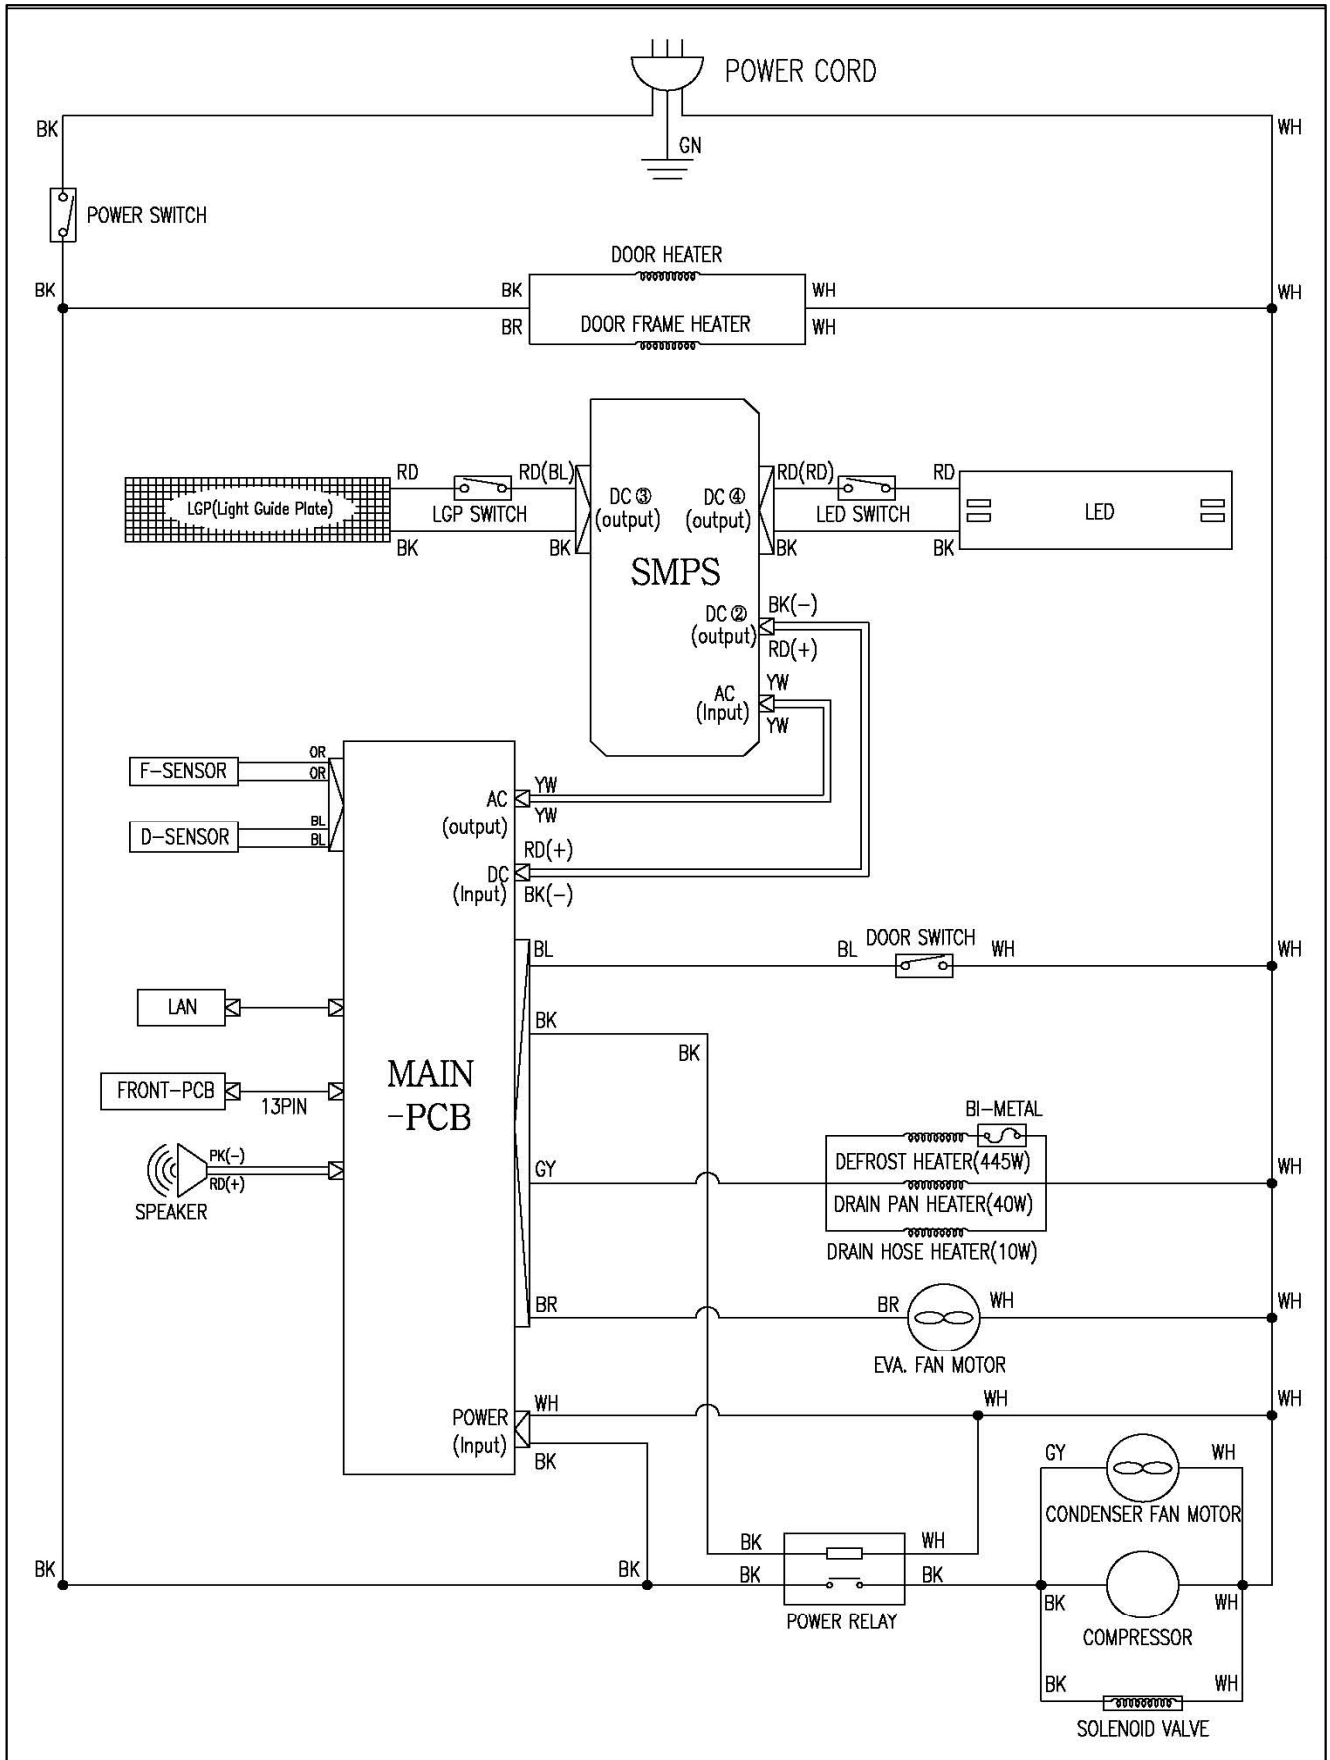 POWER CORD
BK
WH
GN
POWER SWITCH
DOOR HEATER
BK
BK
WH
WH
BR
DOOR FRAME HEATER
WH
RD
RD(BL)
RD(RD)
RD
LGP(Light Guide Plate)
LGP SWITCH
DC ③
(output)
DC ④
(output)
LED SWITCH
LED
BK
BK
BK
BK
SMPS
DC ②
(output)
BK(-)
RD(+)
AC
(Input)
YW
YW
F-SENSOR
OR
OR
D-SENSOR
BL
BL
AC
(output)
YW
YW
DC
(Input)
RD(+)
BK(-)
BL
BL
DOOR SWITCH
WH
WH
LAN
BK
BK
MAIN
-PCB
FRONT-PCB
13PIN
BI-METAL
DEFROST HEATER(445W)
GY
WH
DRAIN PAN HEATER(40W)
DRAIN HOSE HEATER(10W)
PK(-)
RD(+)
SPEAKER
BR
BR
WH
WH
EVA. FAN MOTOR
POWER
(Input)
WH
WH
WH
BK
GY
WH
CONDENSER FAN MOTOR
BK
WH
BK
BK
BK
BK
POWER RELAY
BK
WH
COMPRESSOR
BK
WH
SOLENOID VALVE